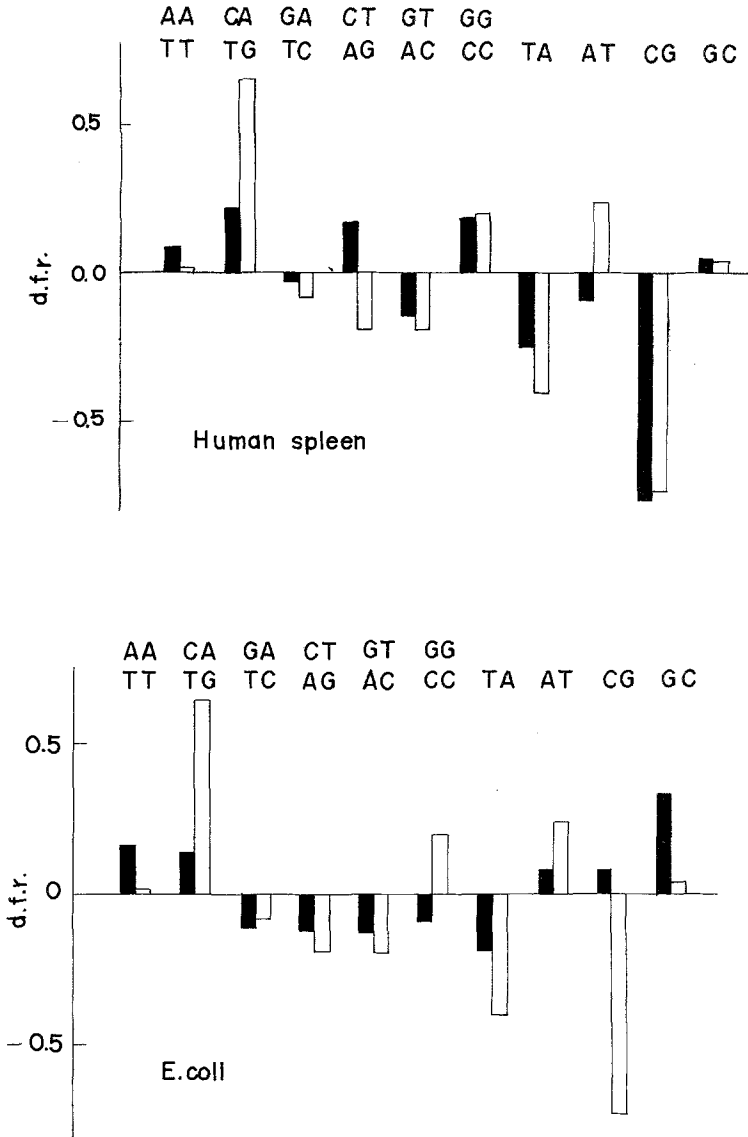 AA CA GA CT GT GG
TT TG TC AG AC CC TA AT CG GC
0.5
0.0
d.f.r.
-0.5
Human spleen
AA CA GA CT GT GG
TT TG TC AG AC CC TA AT CG GC
0.5
0
d.f.r.
-0.5
E.coli